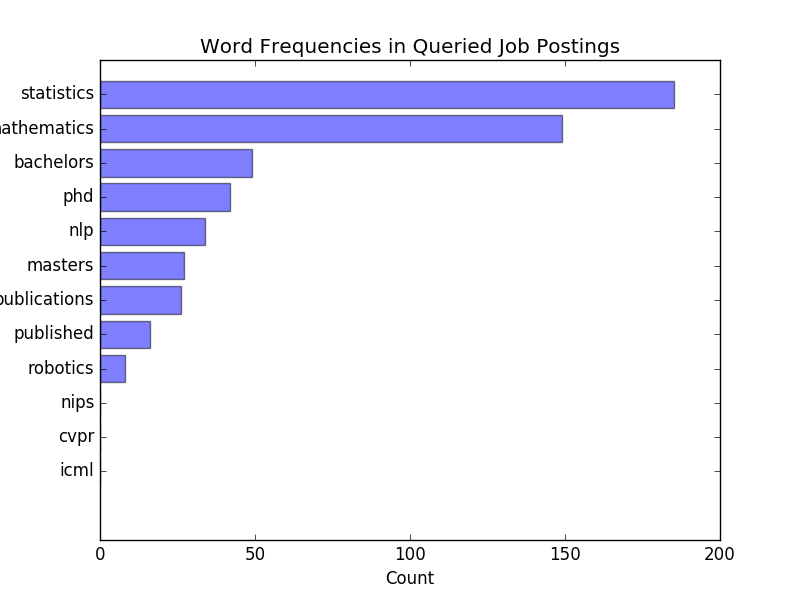 Word Frequencies in Queried Job Postings
statistics
athematics
bachelors
phd
nlp
masters
publications
published
robotics
nips
cvpr
icml
0 50 100 150 200
Count